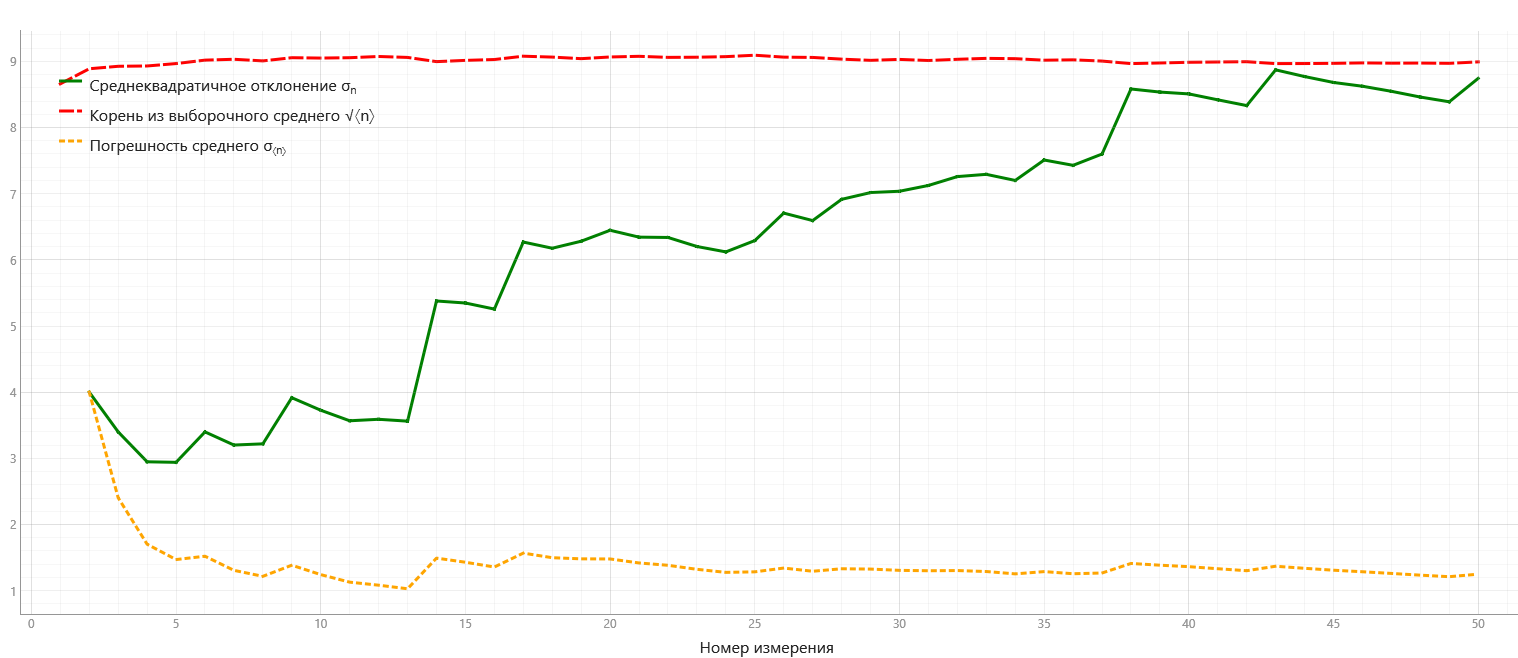 9
8
7
6
5
4
3
2
1
Среднеквадратичное отклонение σₙ
Корень из выборочного среднего √⟨n⟩
Погрешность среднего σ₍ₙ₎
0 5 10 15 20 25 30 35 40 45 50
Номер измерения